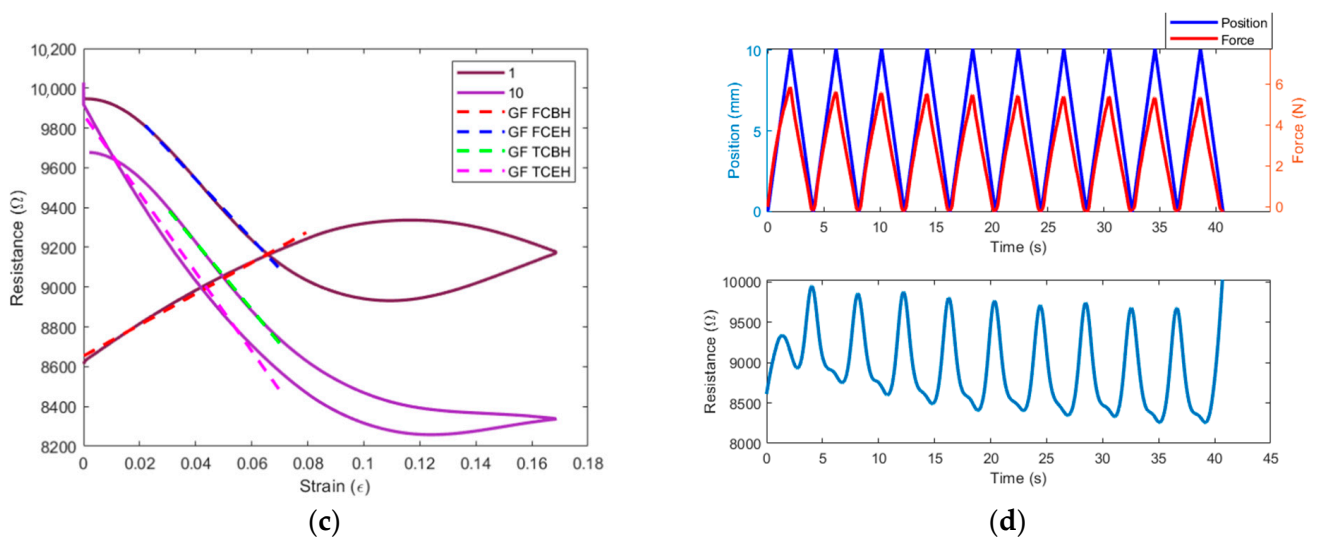 10,200
10,000
9800
9600
9400
9200
9000
8800
8600
8400
8200
Resistance (Ω)
0 0.02 0.04 0.06 0.08 0.1 0.12 0.14 0.16 0.18
Strain (ϵ)
1
10
GF FCBH
GF FCEH
GF TCBH
GF TCEH
(c)
Position
Force
10
5
0
Position (mm)
6
4
2
0
Force (N)
0 5 10 15 20 25 30 35 40 45
Time (s)
10000
9500
9000
8500
8000
Resistance (Ω)
0 5 10 15 20 25 30 35 40 45
Time (s)
(d)